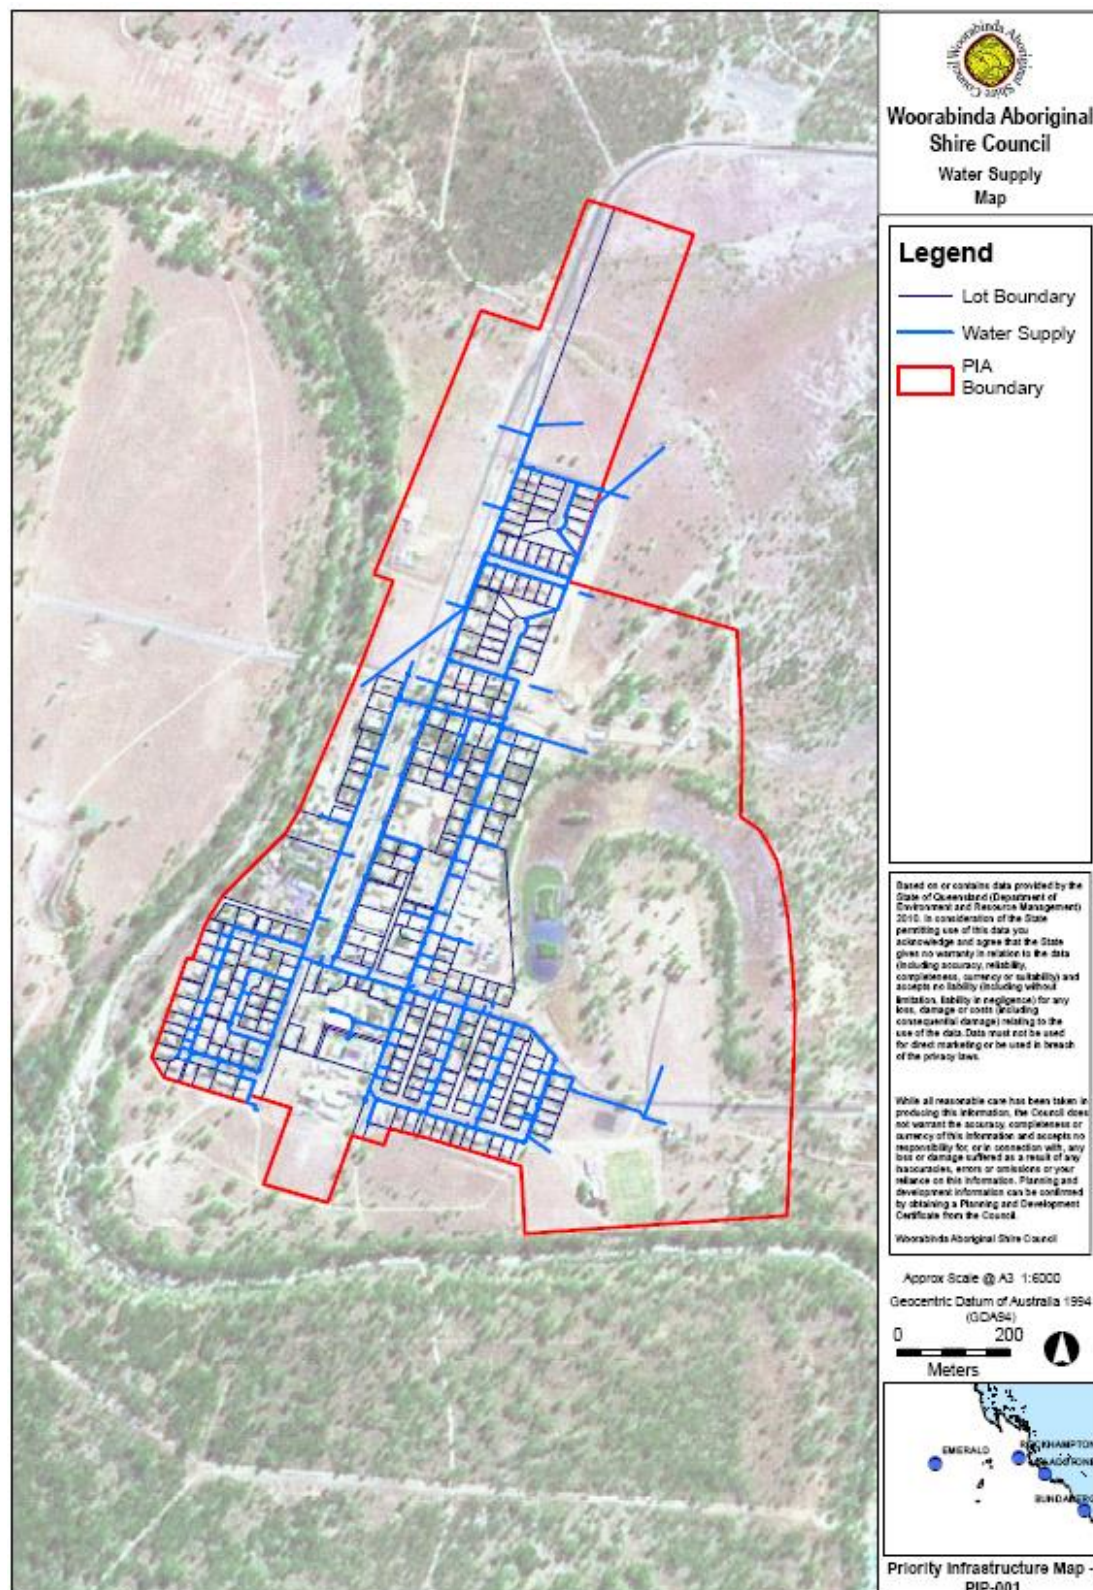 Woorabinda Aboriginal Shire Council
Woorabinda Aboriginal
Shire Council
Water Supply
Map
Legend
Lot Boundary
Water Supply
PIA
Boundary
Based on or contains data provided by the
State of Queensland (Department of
Environment and Resource Management)
2010. In consideration of the State
permitting use of this data you
acknowledge and agree that the State
gives no warranty in relation to the data
(including accuracy, reliability,
completeness, currency or suitability) and
accepts no liability (including without
limitation, liability in negligence) for any
loss, damage or costs (including
consequential damage) relating to the
use of the data. Data must not be used
for direct marketing or be used in breach
of the privacy laws.
While all reasonable care has been taken in
producing this information, the Council does
not warrant the accuracy, completeness or
currency of this information and accepts no
responsibility for, or in connection with, any
loss or damage suffered as a result of any
inaccuracies, errors or omissions or your
reliance on this information. Planning and
development information can be confirmed
by obtaining a Planning and Development
Certificate from the Council.
Woorabinda Aboriginal Shire Council
Approx Scale @ A3 1:6000
Geocentric Datum of Australia 1994
(GDA94)
0 200
Meters
EMERALD
ROCKHAMPTON
BUNDABERG
Priority Infrastructure Map -
PIP-001